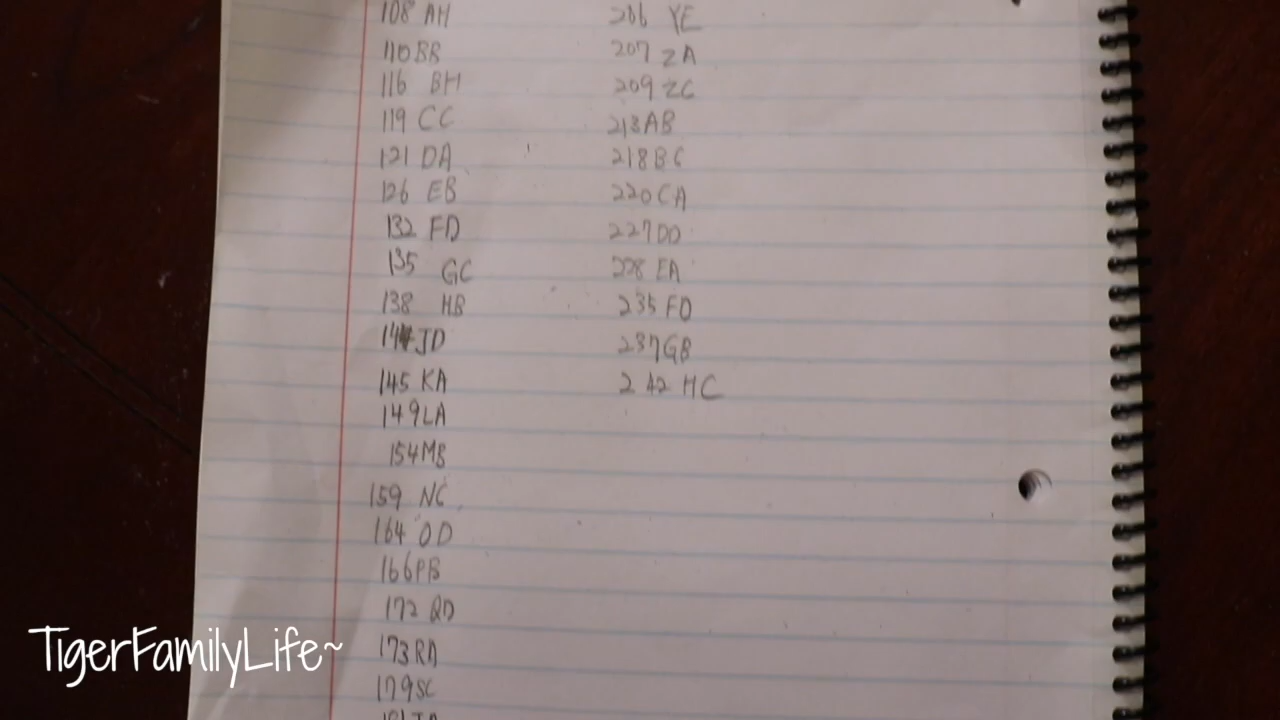 108 AH
110 BB
116 BH
119 CC
121 DA
126 EB
132 FD
135 GC
138 HB
JD
145 KA
149 LA
154 MB
159 NC
164 OD
166 PB
172 QD
173 RA
179 SC
206 YE
207 ZA
209 ZC
213 AB
218 BC
220 CA
227 DD
228 EA
235 FD
237 GB
242 HC
TigerFamilyLife~